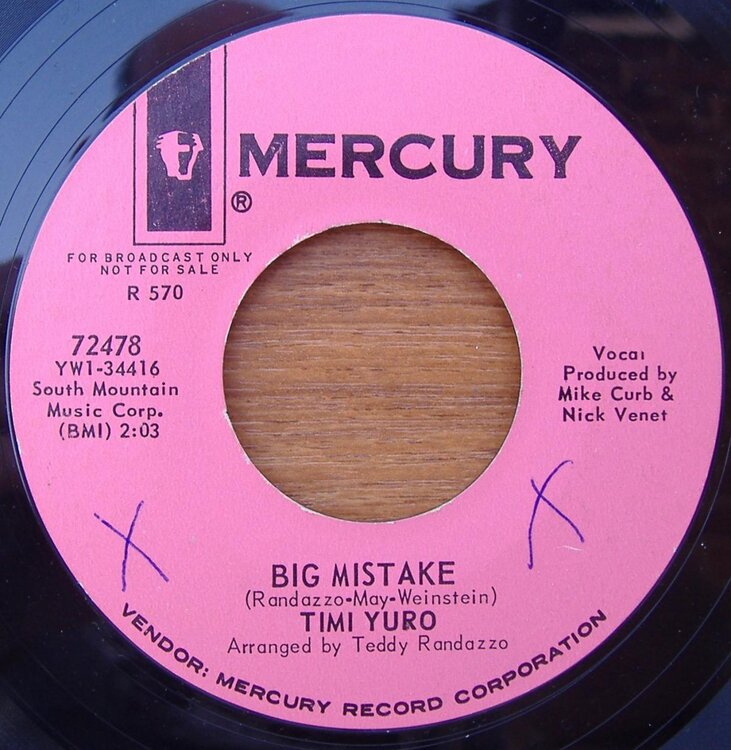 MERCURY
®
FOR BROADCAST ONLY
NOT FOR SALE
R 570
72478
YW1-34416
South Mountain
Music Corp.
(BMI) 2:03
Vocal
Produced by
Mike Curb &
Nick Venet
X
X
BIG MISTAKE
(Randazzo-May-Weinstein)
TIMI YURO
Arranged by Teddy Randazzo
VENDOR: MERCURY RECORD CORPORATION